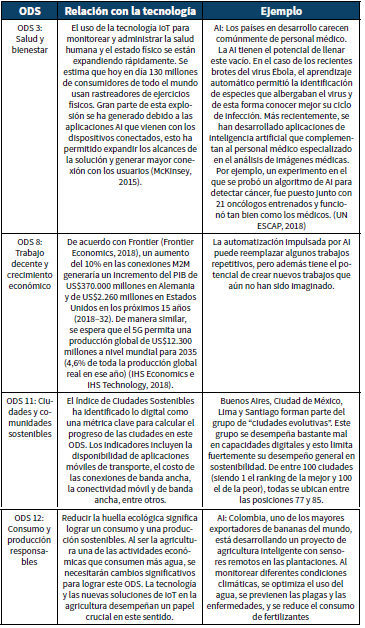 ODS
Relación con la tecnología
Ejemplo
ODS 3:
Salud y
bienestar
El uso de la tecnología IoT para
monitorear y administrar la salud
humana y el estado físico se están
expandiendo rápidamente. Se
estima que hoy en día 130 millones
de consumidores de todo el mundo
usan rastreadores de ejercicios
físicos. Gran parte de esta explo-
sión se ha generado debido a las
aplicaciones AI que vienen con los
dispositivos conectados, esto ha
permitido expandir los alcances de
la solución y generar mayor cone-
xión con los usuarios (McKinsey,
2015).
AI: Los países en desarrollo carecen
comúnmente de personal médico.
La AI tienen el potencial de llenar
este vacío. En el caso de los recientes
brotes del virus Ébola, el aprendizaje
automático permitió la identificación
de especies que albergaban el virus y
de esta forma conocer mejor su ciclo
de infección. Más recientemente, se
han desarrollado aplicaciones de
inteligencia artificial que complemen-
tan al personal médico especializado
en el análisis de imágenes médicas.
Por ejemplo, un experimento en el
que se probó un algoritmo de AI para
detectar cáncer, fue puesto junto con
21 oncólogos entrenados y funcio-
nó tan bien como los médicos. (UN
ESCAP, 2018)
ODS 8:
Trabajo
decente y
crecimiento
económico
De acuerdo con Frontier (Frontier
Economics, 2018), un aumento
del 10% en las conexiones M2M
generaría un incremento del PIB de
US$370.000 millones en Alemania
y de US$2.260 millones en Estados
Unidos en los próximos 15 años
(2018–32). De manera similar,
se espera que el 5G permita una
producción global de US$12.300
millones a nivel mundial para 2035
(4,6% de toda la producción global
real en ese año) (IHS Economics e
IHS Technology, 2018).
La automatización impulsada por AI
puede reemplazar algunos trabajos
repetitivos, pero además tiene el po-
tencial de crear nuevos trabajos que
aún no han sido imaginado.
ODS 11: Ciu-
dades y co-
munidades
sostenibles
El Índice de Ciudades Sostenibles
ha identificado lo digital como
una métrica clave para calcular el
progreso de las ciudades en este
ODS. Los indicadores incluyen la
disponibilidad de aplicaciones
móviles de transporte, el costo de
las conexiones de banda ancha,
la conectividad móvil y de banda
ancha, entre otros.
Buenos Aires, Ciudad de México,
Lima y Santiago forman parte del
grupo de “ciudades evolutivas”. Este
grupo se desempeña bastante mal
en capacidades digitales y esto limita
fuertemente su desempeño general en
sostenibilidad. De entre 100 ciudades
(siendo 1 el ranking de la mejor y 100
el de la peor), todas se ubican entre
las posiciones 77 y 85.
ODS 12:
Consumo y
producción
responsa-
bles
Reducir la huella ecológica significa
lograr un consumo y una produc-
ción sostenibles. Al ser la agricultu-
ra una de las actividades económi-
cas que consumen más agua, se
necesitarán cambios significativos
para lograr este ODS. La tecnología
y las nuevas soluciones de IoT en la
agricultura desempeñan un papel
crucial en este sentido.
AI: Colombia, uno de los mayores
exportadores de bananas del mundo,
está desarrollando un proyecto de
agricultura inteligente con senso-
res remotos en las plantaciones. Al
monitorear diferentes condiciones
climáticas, se optimiza el uso del
agua, se previenen las plagas y las
enfermedades, y se reduce el consumo
de fertilizantes